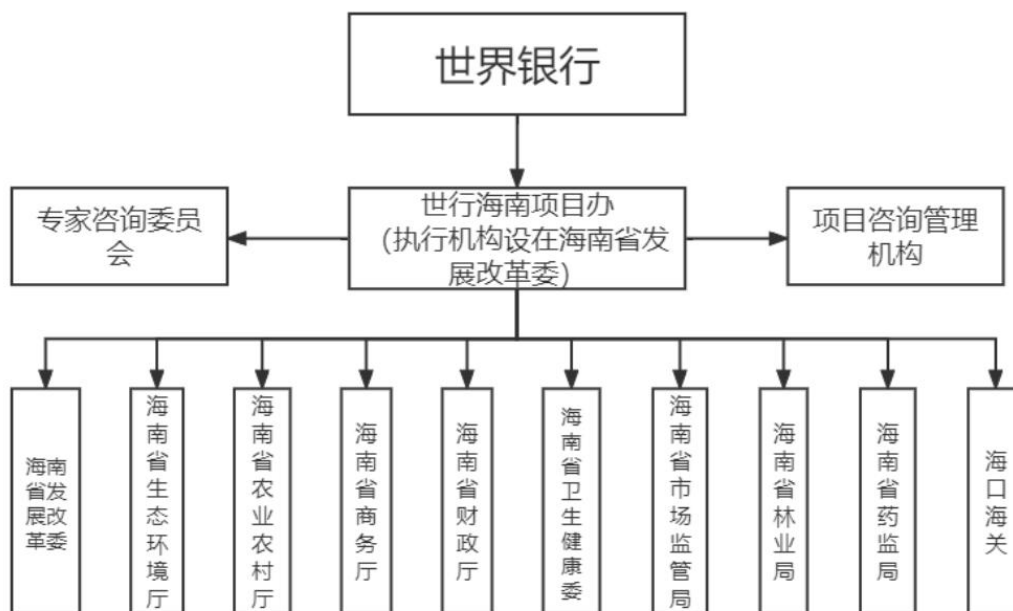 世界银行
专家咨询委员
会
世行海南项目办
(执行机构设在海南省发
展改革委)
项目咨询管理
机构
海南
省发
展改
革委
海南省生态环境厅
海南省农业农村厅
海南省商务厅
海南省财政厅
海南省卫生健康委
海南省市场监管局
海南省林业局
海南省药监局
海口海关